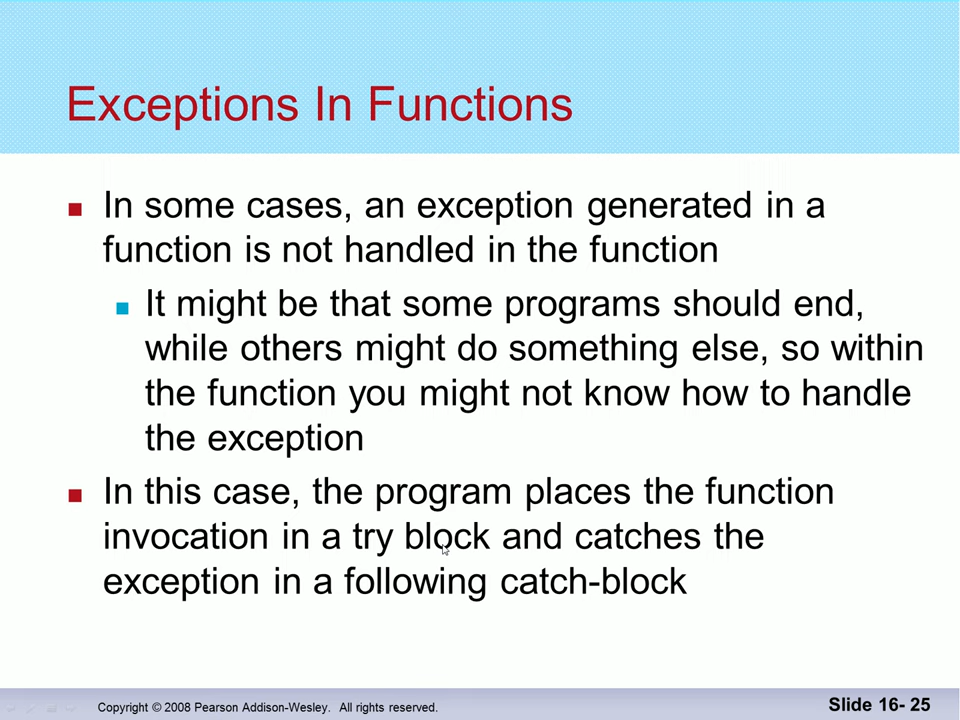 Exceptions In Functions
In some cases, an exception generated in a
function is not handled in the function
It might be that some programs should end,
while others might do something else, so within
the function you might not know how to handle
the exception
In this case, the program places the function
invocation in a try block and catches the
exception in a following catch-block
Copyright © 2008 Pearson Addison-Wesley. All rights reserved.
Slide 16- 25